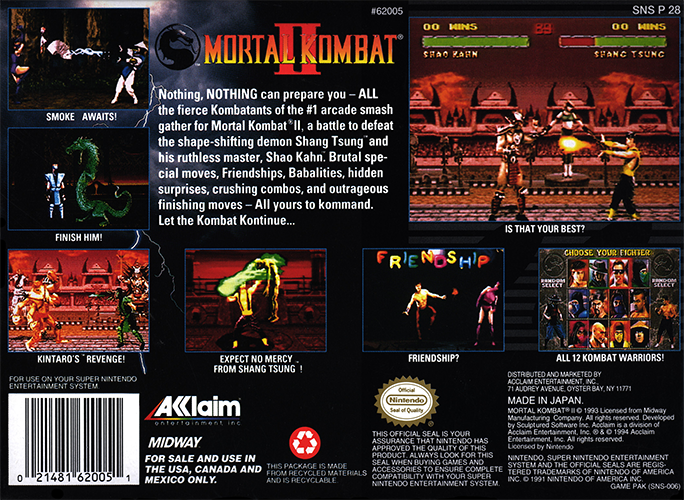 #62005
SNS P 28
MORTAL KOMBAT®
II
Nothing, NOTHING can prepare you – ALL
the fierce Kombatants of the #1 arcade smash
gather for Mortal Kombat®II, a battle to defeat
the shape-shifting demon Shang Tsung™ and
his ruthless master, Shao Kahn™. Brutal spe-
cial moves, Friendships, Babalities, hidden
surprises, crushing combos, and outrageous
finishing moves – All yours to kommand.
Let the Kombat Kontinue...
SMOKE AWAITS!
FINISH HIM!
00 WINS
89
00 WINS
SHAO KAHN
SHANG TSUNG
IS THAT YOUR BEST?
KINTARO'S™ REVENGE!
EXPECT NO MERCY
FROM SHANG TSUNG™!
FRIENDSHIP
FRIENDSHIP?
CHOOSE YOUR FIGHTER
RANDOM
SELECT
RANDOM
SELECT
ALL 12 KOMBAT WARRIORS!
FOR USE ON YOUR SUPER NINTENDO
ENTERTAINMENT SYSTEM
0 21481 62005 1
AKlaim®
entertainment inc
MIDWAY
FOR SALE AND USE IN
THE USA, CANADA AND
MEXICO ONLY.
THIS PACKAGE IS MADE
FROM RECYCLED MATERIALS
AND IS RECYCLABLE.
Official
Nintendo
Seal of Quality
THIS OFFICIAL SEAL IS YOUR
ASSURANCE THAT NINTENDO HAS
APPROVED THE QUALITY OF THIS
PRODUCT. ALWAYS LOOK FOR THIS
SEAL WHEN BUYING GAMES AND
ACCESSORIES TO ENSURE COMPLETE
COMPATIBILITY WITH YOUR SUPER
NINTENDO ENTERTAINMENT SYSTEM.
DISTRIBUTED AND MARKETED BY
ACCLAIM ENTERTAINMENT, INC.,
71 AUDREY AVENUE, OYSTER BAY, NY 11771
MADE IN JAPAN.
MORTAL KOMBAT® II © 1993 Licensed from Midway
Manufacturing Company. All rights reserved. Developed
by Sculptured Software Inc. Acclaim is a division of
Acclaim Entertainment, Inc. ® & © 1994 Acclaim
Entertainment, Inc. All rights reserved.
Licensed by Nintendo
NINTENDO, SUPER NINTENDO ENTERTAINMENT
SYSTEM AND THE OFFICIAL SEALS ARE REGIS-
TERED TRADEMARKS OF NINTENDO OF AMERICA
INC. © 1991 NINTENDO OF AMERICA INC.
GAME PAK (SNS-006)